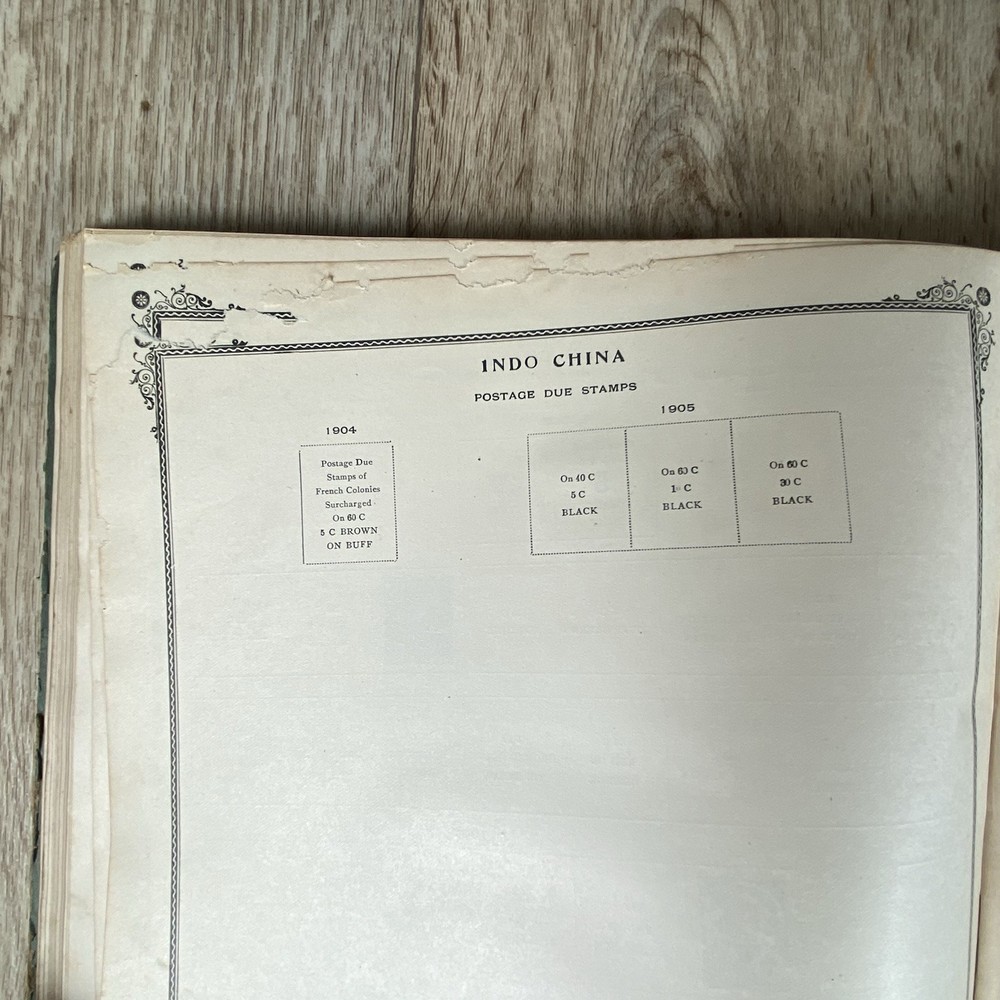 INDO CHINA
POSTAGE DUE STAMPS
1904
Postage Due
Stamps of
French Colonies
Surcharged
On 60 C
5 C BROWN
ON BUFF
1905
On 40 C
5 C
BLACK
On 60 C
C
BLACK
On 60 C
30 C
BLACK